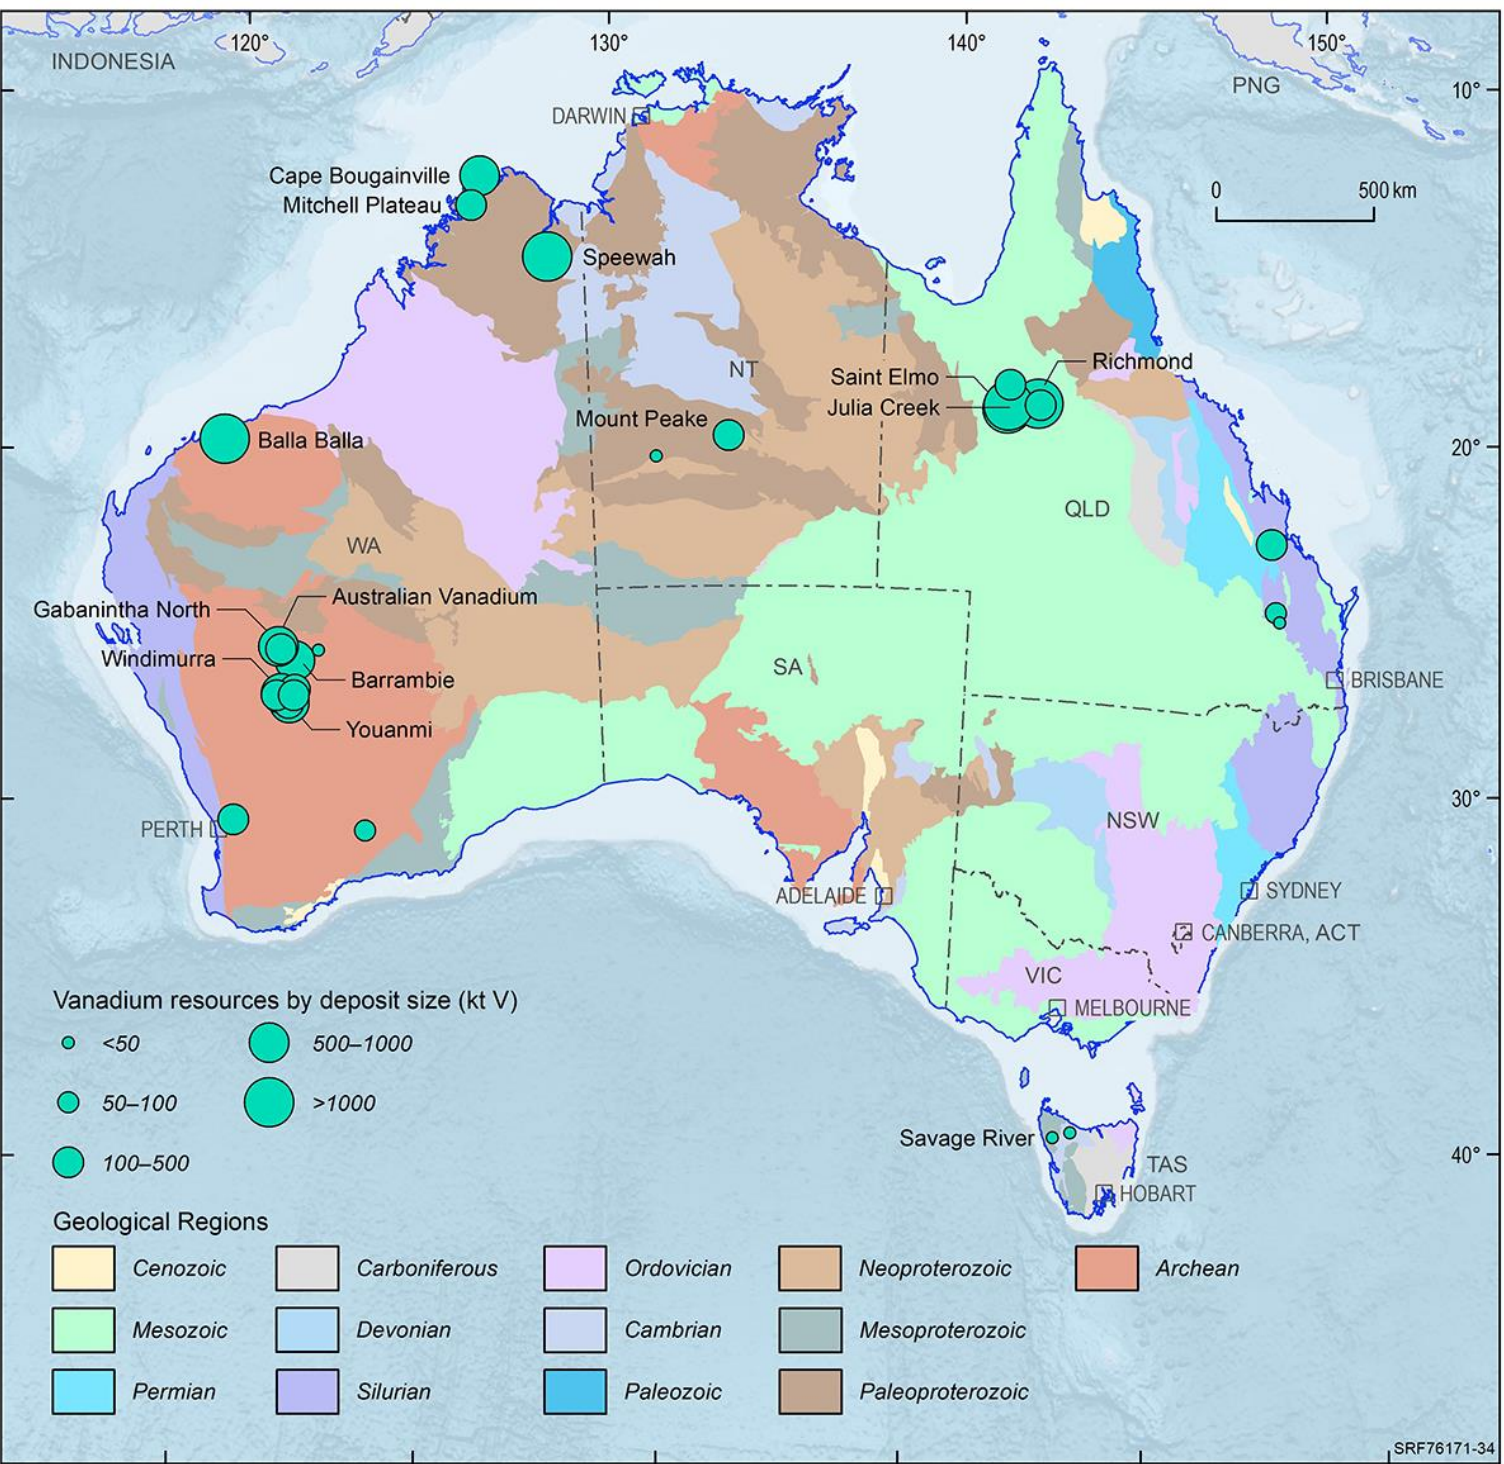 120°
130°
140°
150°
INDONESIA
PNG
10°
DARWIN
Cape Bougainville
Mitchell Plateau
0 500 km
Speewah
NT
Saint Elmo
Richmond
Julia Creek
Mount Peake
Balla Balla
20°
QLD
WA
Australian Vanadium
Gabanintha North
Windimurra
SA
Barrambie
BRISBANE
Youanmi
30°
NSW
PERTH
ADELAIDE
SYDNEY
CANBERRA, ACT
VIC
MELBOURNE
Vanadium resources by deposit size (kt V)
<50
500–1000
50–100
>1000
100–500
Savage River
40°
TAS
HOBART
Geological Regions
Cenozoic
Carboniferous
Ordovician
Neoproterozoic
Archean
Mesozoic
Devonian
Cambrian
Mesoproterozoic
Permian
Silurian
Paleozoic
Paleoproterozoic
SRF76171-34